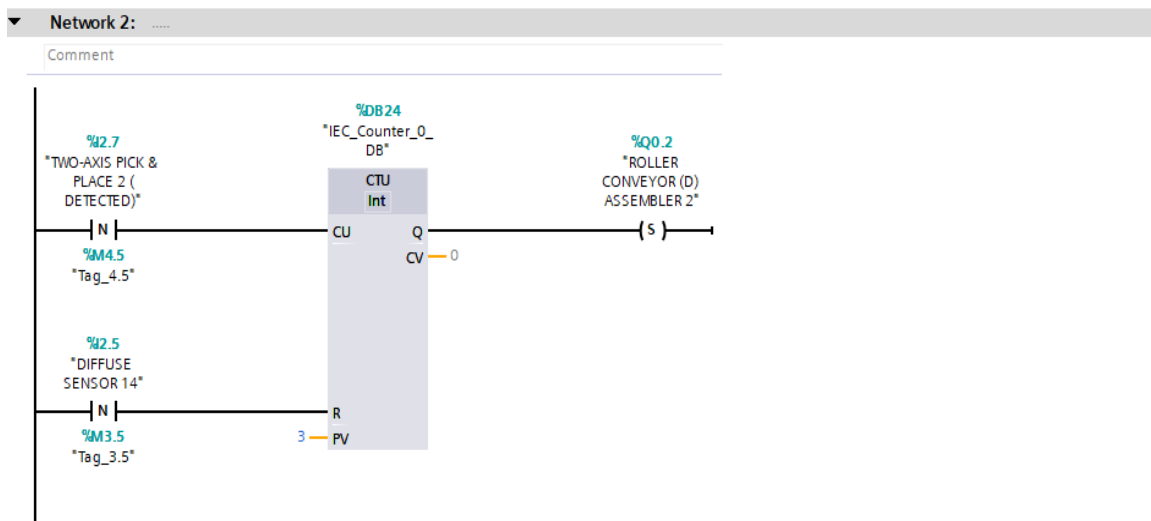 Network 2: .....
Comment
%I2.7
"TWO-AXIS PICK &
PLACE 2 (
DETECTED)"
N
%M4.5
"Tag_4.5"
%DB24
"IEC_Counter_0_
DB"
CTU
Int
CU
Q
CV
0
%Q0.2
"ROLLER
CONVEYOR (D)
ASSEMBLER 2"
S
%I2.5
"DIFFUSE
SENSOR 14"
N
%M3.5
"Tag_3.5"
R
3
PV